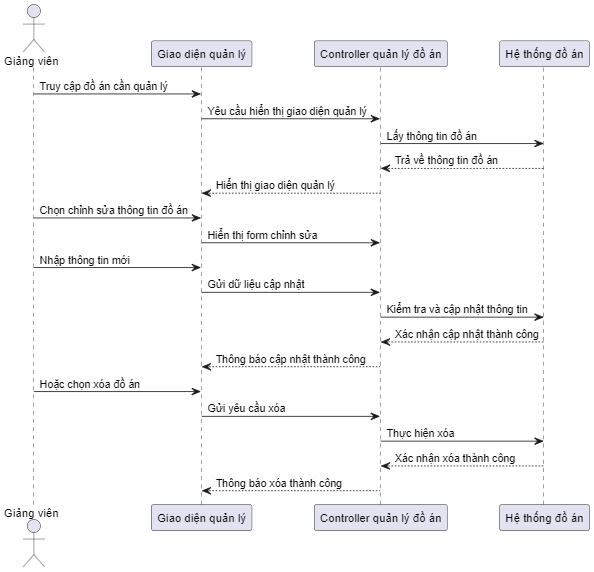 Giảng viên
Giao diện quản lý
Controller quản lý đồ án
Hệ thống đồ án
Truy cập đồ án cần quản lý
Yêu cầu hiển thị giao diện quản lý
Lấy thông tin đồ án
Trả về thông tin đồ án
Hiển thị giao diện quản lý
Chọn chỉnh sửa thông tin đồ án
Hiển thị form chỉnh sửa
Nhập thông tin mới
Gửi dữ liệu cập nhật
Kiểm tra và cập nhật thông tin
Xác nhận cập nhật thành công
Thông báo cập nhật thành công
Hoặc chọn xóa đồ án
Gửi yêu cầu xóa
Thực hiện xóa
Xác nhận xóa thành công
Thông báo xóa thành công
Giảng viên
Giao diện quản lý
Controller quản lý đồ án
Hệ thống đồ án